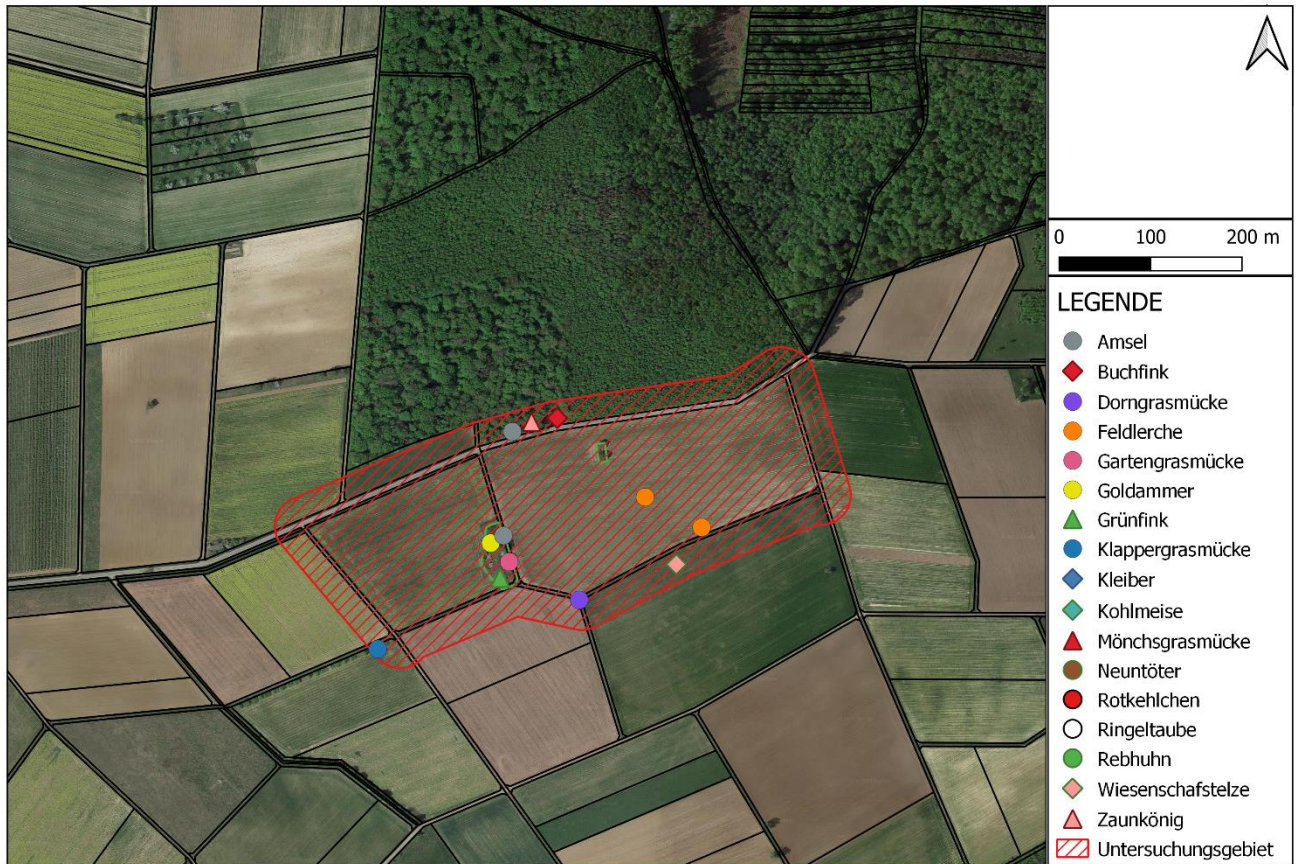 0 100 200 m
LEGENDE
Amsel
Buchfink
Dorngrasmücke
Feldlerche
Gartengrasmücke
Goldammer
Grünfink
Klappergrasmücke
Kleiber
Kohlmeise
Mönchsgrasmücke
Neuntöter
Rotkehlchen
Ringeltaube
Rebhuhn
Wiesenschafstelze
Zaunkönig
Untersuchungsgebiet